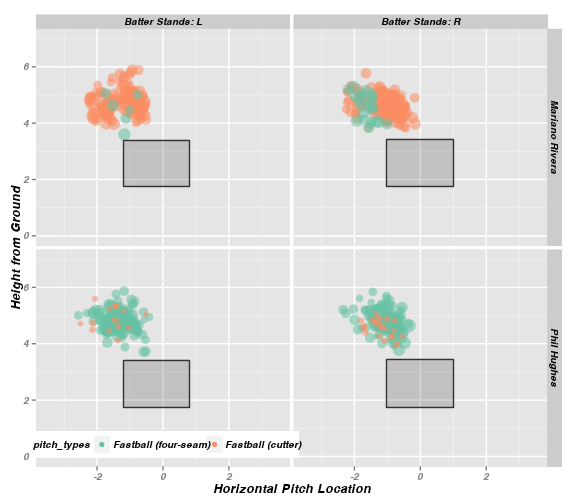 Batter Stands: L
Batter Stands: R
6
4
2
0
Mariano Rivera
Height from Ground
6
4
2
0
Phil Hughes
pitch_types
Fastball (four-seam)
Fastball (cutter)
-2
0
2
-2
0
2
Horizontal Pitch Location